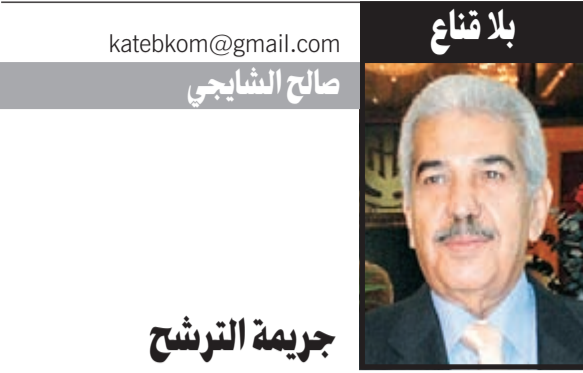 بلا قناع
katebkom@gmail.com
صالح الشايجي
جريمة الترشح